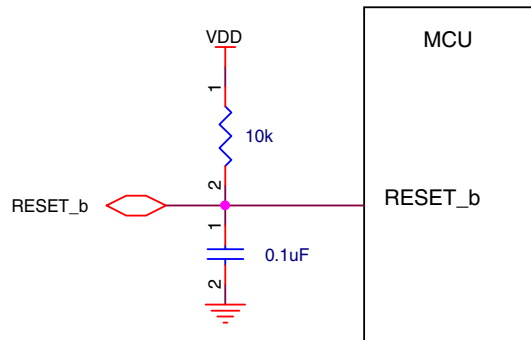 VDD
MCU
1
10k
2
RESET_b
RESET_b
1
0.1uF
2